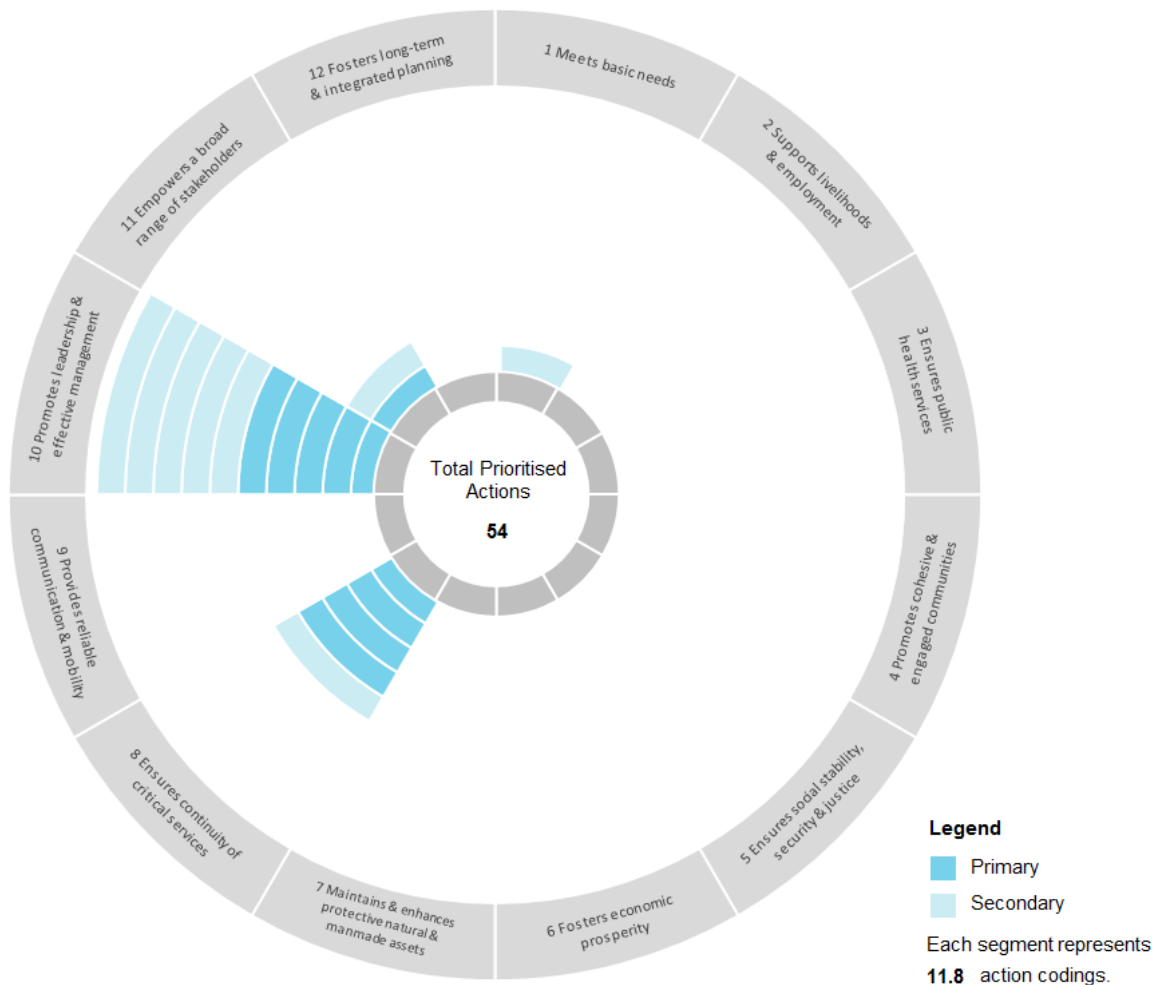 12 Fosters long-term
& integrated planning
1 Meets basic needs
2 Supports livelihoods
& employment
3 Ensures public
health services
4 Promotes cohesive &
engaged communities
5 Ensures social stability,
security & justice
6 Fosters economic
prosperity
7 Maintains & enhances
protective natural &
manmade assets
8 Ensures continuity of
critical services
9 Provides reliable
communication & mobility
10 Promotes leadership &
effective management
11 Empowers a broad
range of stakeholders
Total Prioritised
Actions
54
Legend
Primary
Secondary
Each segment represents
11.8 action codings.